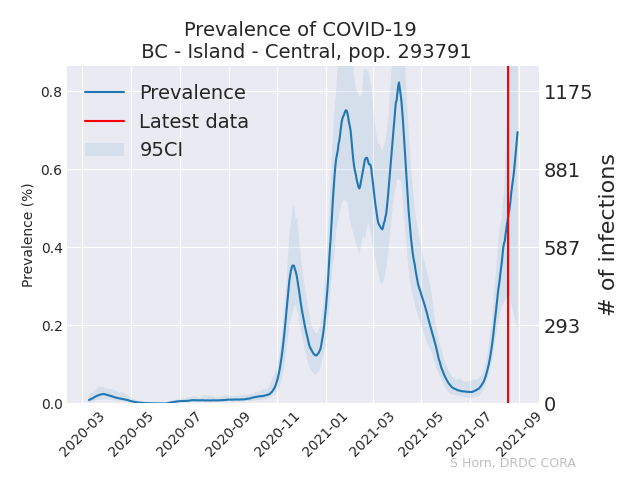 Prevalence of COVID-19
BC - Island - Central, pop. 293791
Prevalence
Latest data
95CI
Prevalence (%)
0.8
0.6
0.4
0.2
0.0
1175
881
587
293
0
# of infections
2020-03
2020-05
2020-07
2020-09
2020-11
2021-01
2021-03
2021-05
2021-07
2021-09
S Horn, DRDC CORA